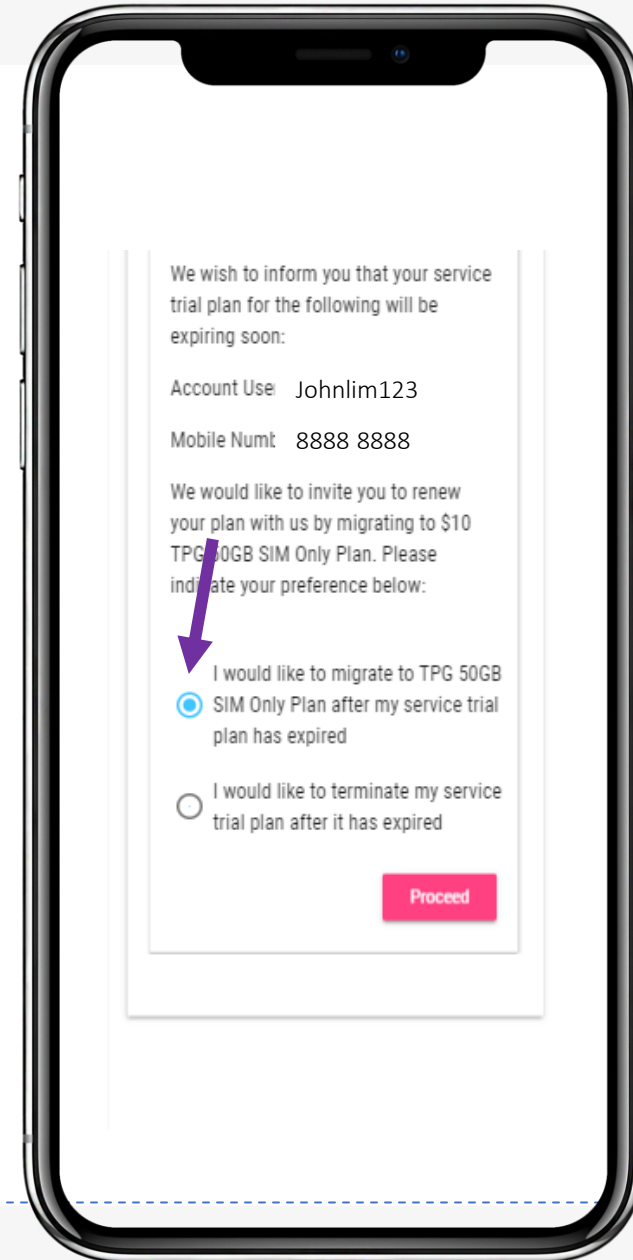 We wish to inform you that your service
trial plan for the following will be
expiring soon:
Account Use Johnlim123
Mobile Numb 8888 8888
We would like to invite you to renew
your plan with us by migrating to $10
TPG 50GB SIM Only Plan. Please
indicate your preference below:
I would like to migrate to TPG 50GB
SIM Only Plan after my service trial
plan has expired
I would like to terminate my service
trial plan after it has expired
Proceed